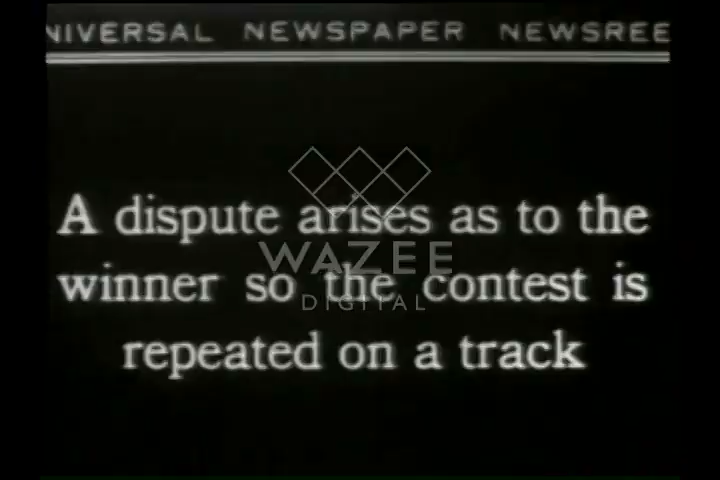 NIVERSAL NEWSPAPER NEWSREE
A dispute arises as to the
WAZEE
winner so the contest is
DIGITAL
repeated on a track